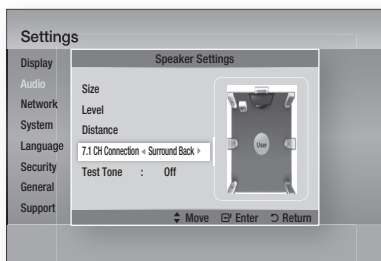 Settings
Display
Audio
Network
System
Language
Security
General
Support
Speaker Settings
Size
Level
Distance
7.1 CH Connection ◄ Surround Back ►
Test Tone : Off
User
Move Enter Return